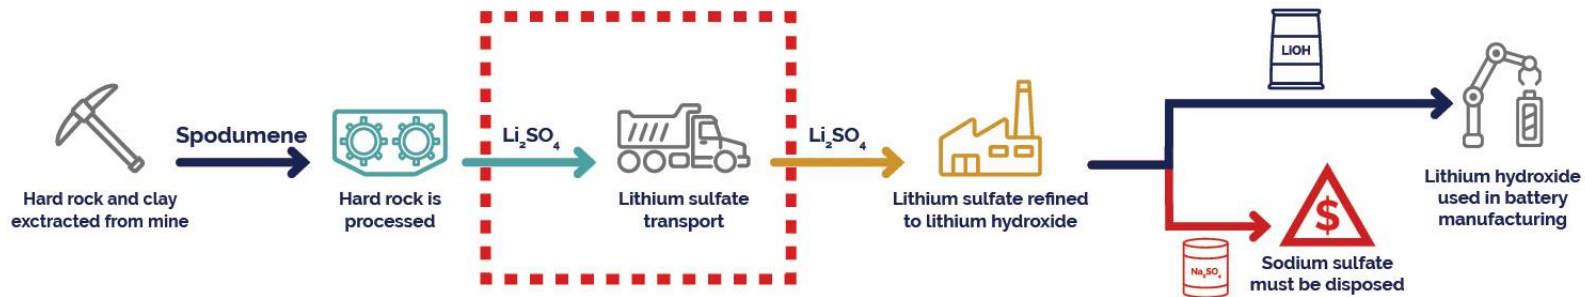 Spodumene
Hard rock and clay
exctracted from mine
Hard rock is
processed
Li₂SO₄
Lithium sulfate
transport
Li₂SO₄
Lithium sulfate refined
to lithium hydroxide
LiOH
Lithium hydroxide
used in battery
manufacturing
Na₂SO₄
$
Sodium sulfate
must be disposed